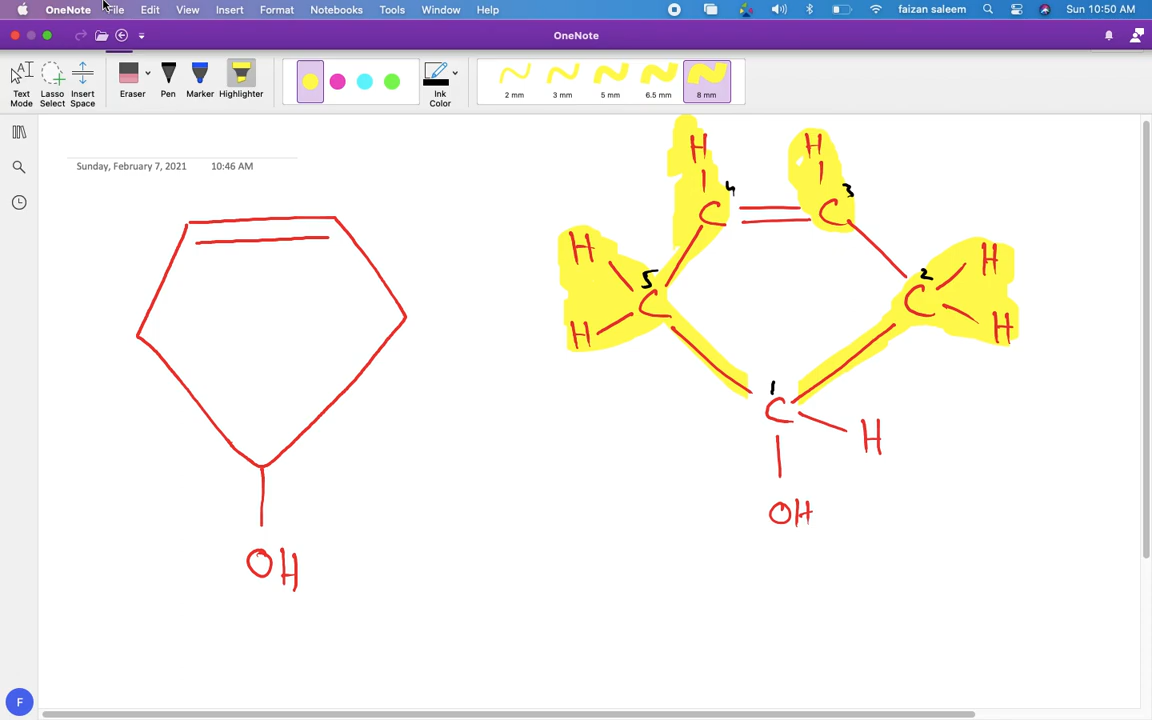 OneNote File Edit View Insert Format Notebooks Tools Window Help faizan saleem Sun 10:50 AM
OneNote
Text Mode Lasso Select Insert Space Eraser Pen Marker Highlighter Ink Color 2 mm 3 mm 5 mm 6.5 mm 8 mm
Sunday, February 7, 2021 10:46 AM
H H
4 3
C C
H 5 2 H
C C
H H
1
C H
OH
OH
F